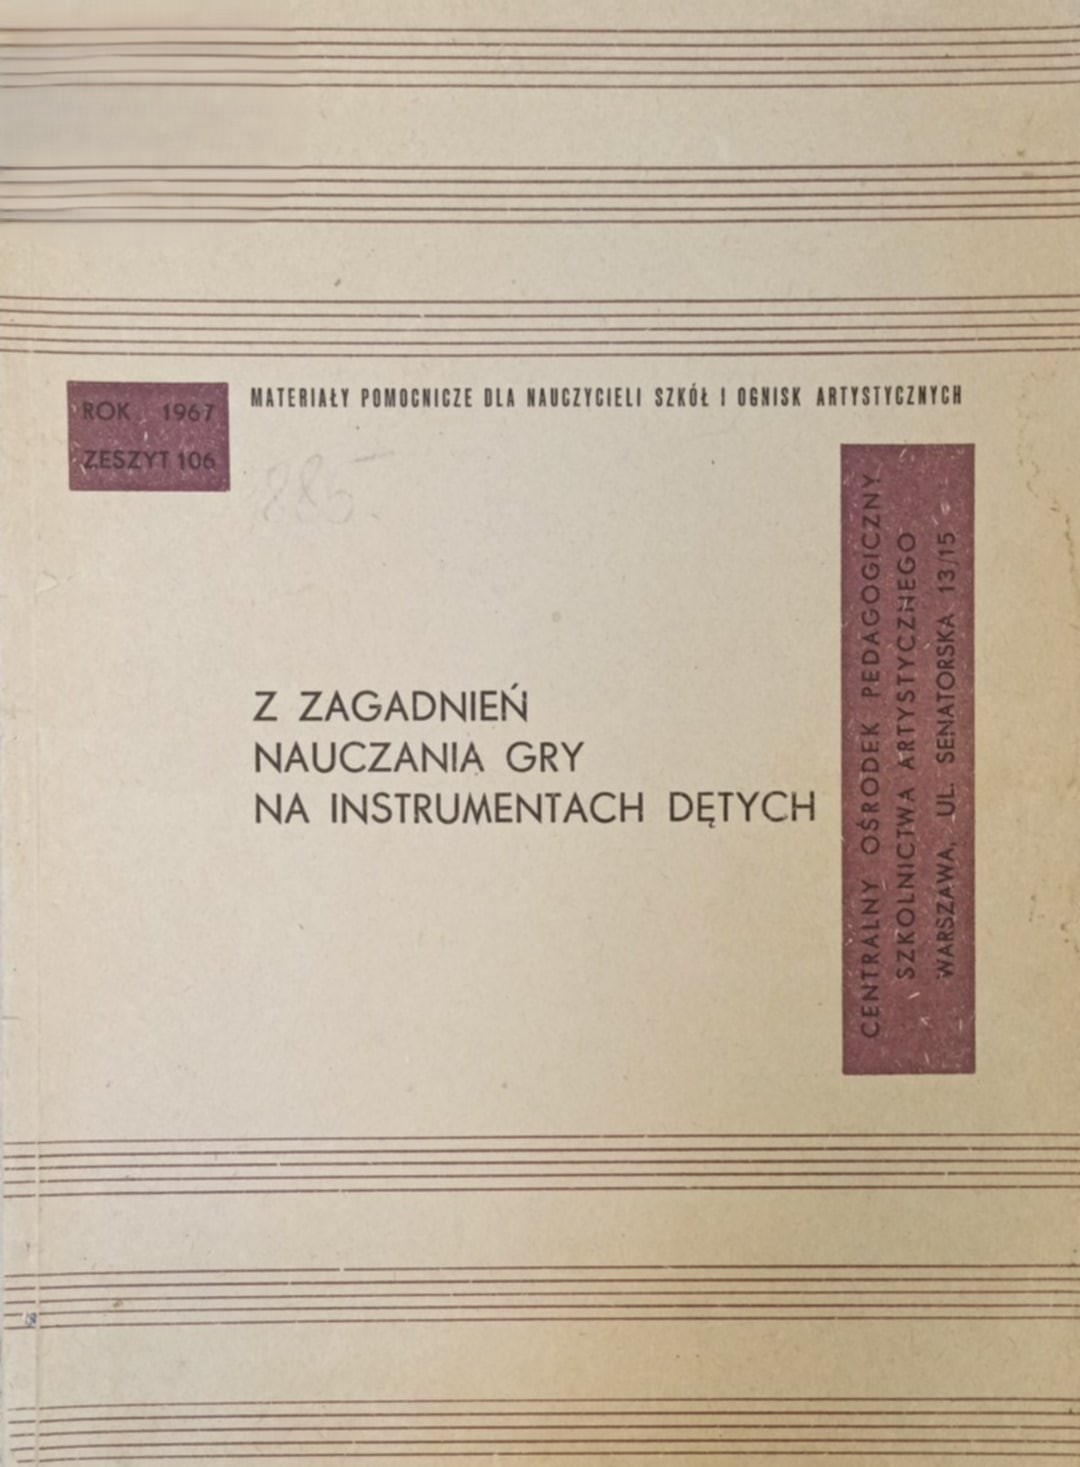 ROK 1967
ZESZYT 106
MATERIAŁY POMOCNICZE DLA NAUCZYCIELI SZKÓŁ I OGNISK ARTYSTYCZNYCH
885
Z ZAGADNIEŃ
NAUCZANIA GRY
NA INSTRUMENTACH DĘTYCH
CENTRALNY OŚRODEK PEDAGOGICZNY
SZKOLNICTWA ARTYSTYCZNEGO
WARSZAWA, UL. SENATORSKA 13/15